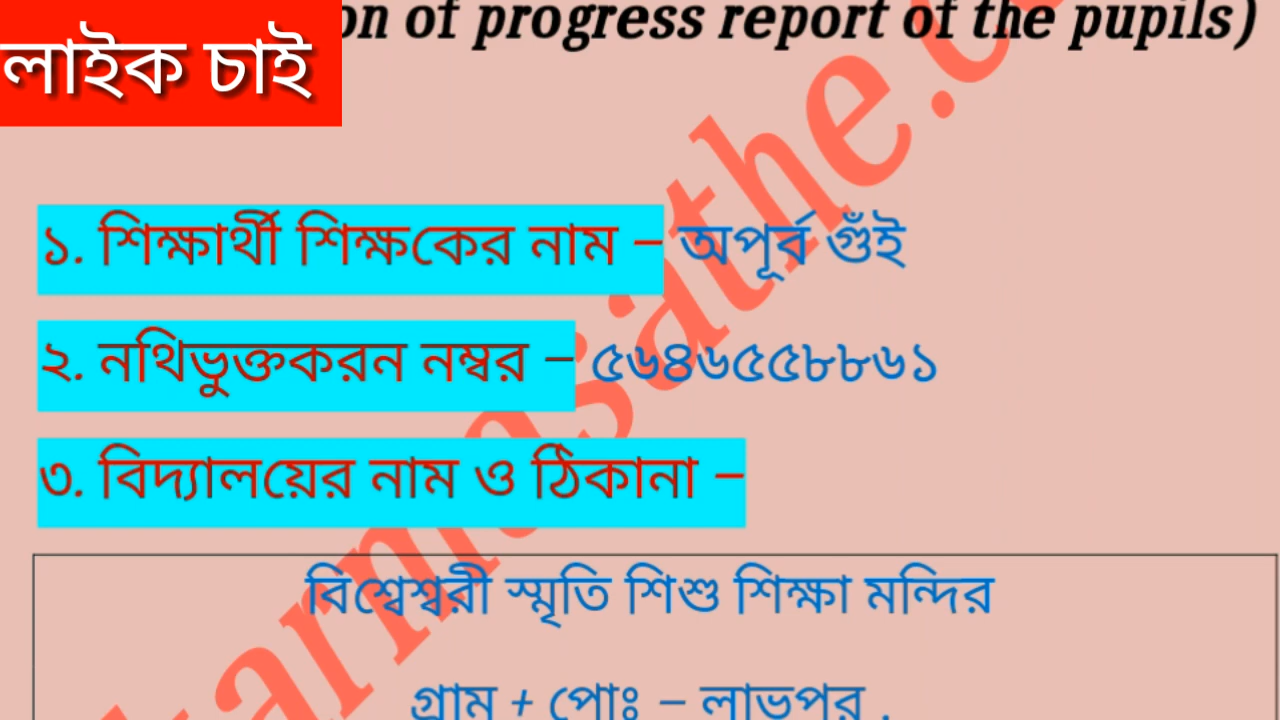 on of progress report of the pupils)
লাইক চাই
১. শিক্ষার্থী শিক্ষকের নাম – অপূর্ব গুঁই
২. নথিভুক্তকরন নম্বর – ৫৬৪৬৫৫৮৮৬১
৩. বিদ্যালয়ের নাম ও ঠিকানা –
বিশ্বেশ্বরী স্মৃতি শিশু শিক্ষা মন্দির
গ্রাম + পোঃ – লাভপুর ,
karmasathe.c